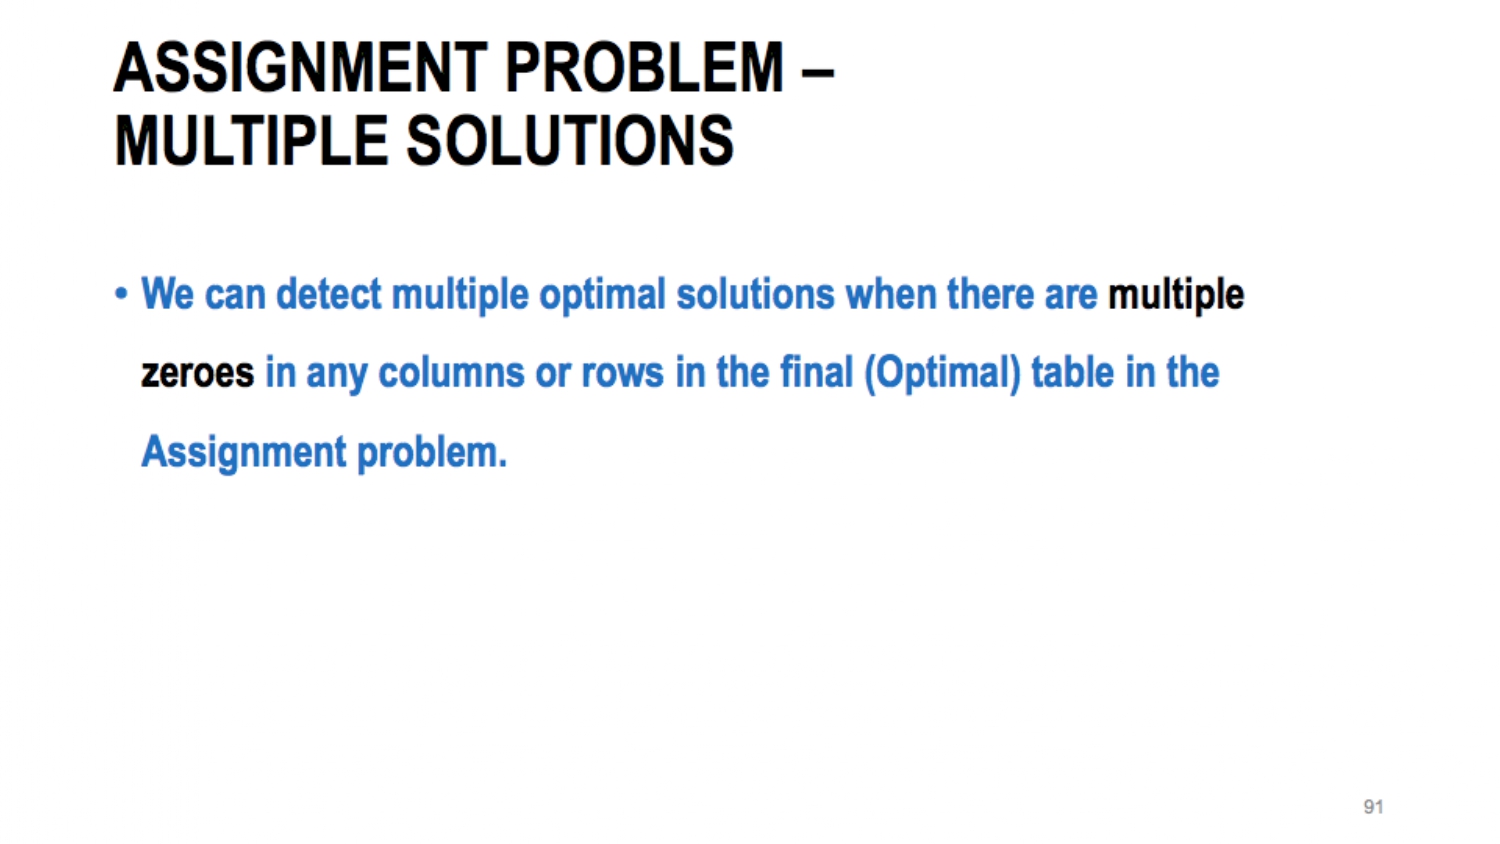 ASSIGNMENT PROBLEM –
MULTIPLE SOLUTIONS
• We can detect multiple optimal solutions when there are multiple
zeroes in any columns or rows in the final (Optimal) table in the
Assignment problem.
91